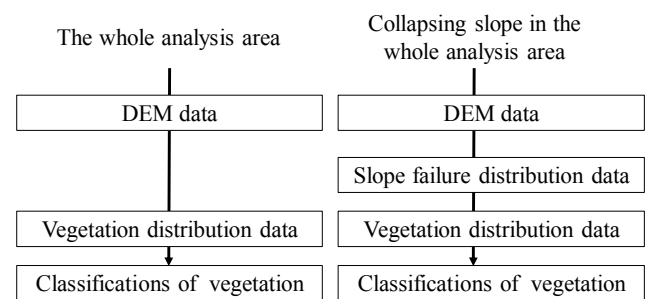 The whole analysis area
DEM data
Vegetation distribution data
Classifications of vegetation
Collapsing slope in the
whole analysis area
DEM data
Slope failure distribution data
Vegetation distribution data
Classifications of vegetation